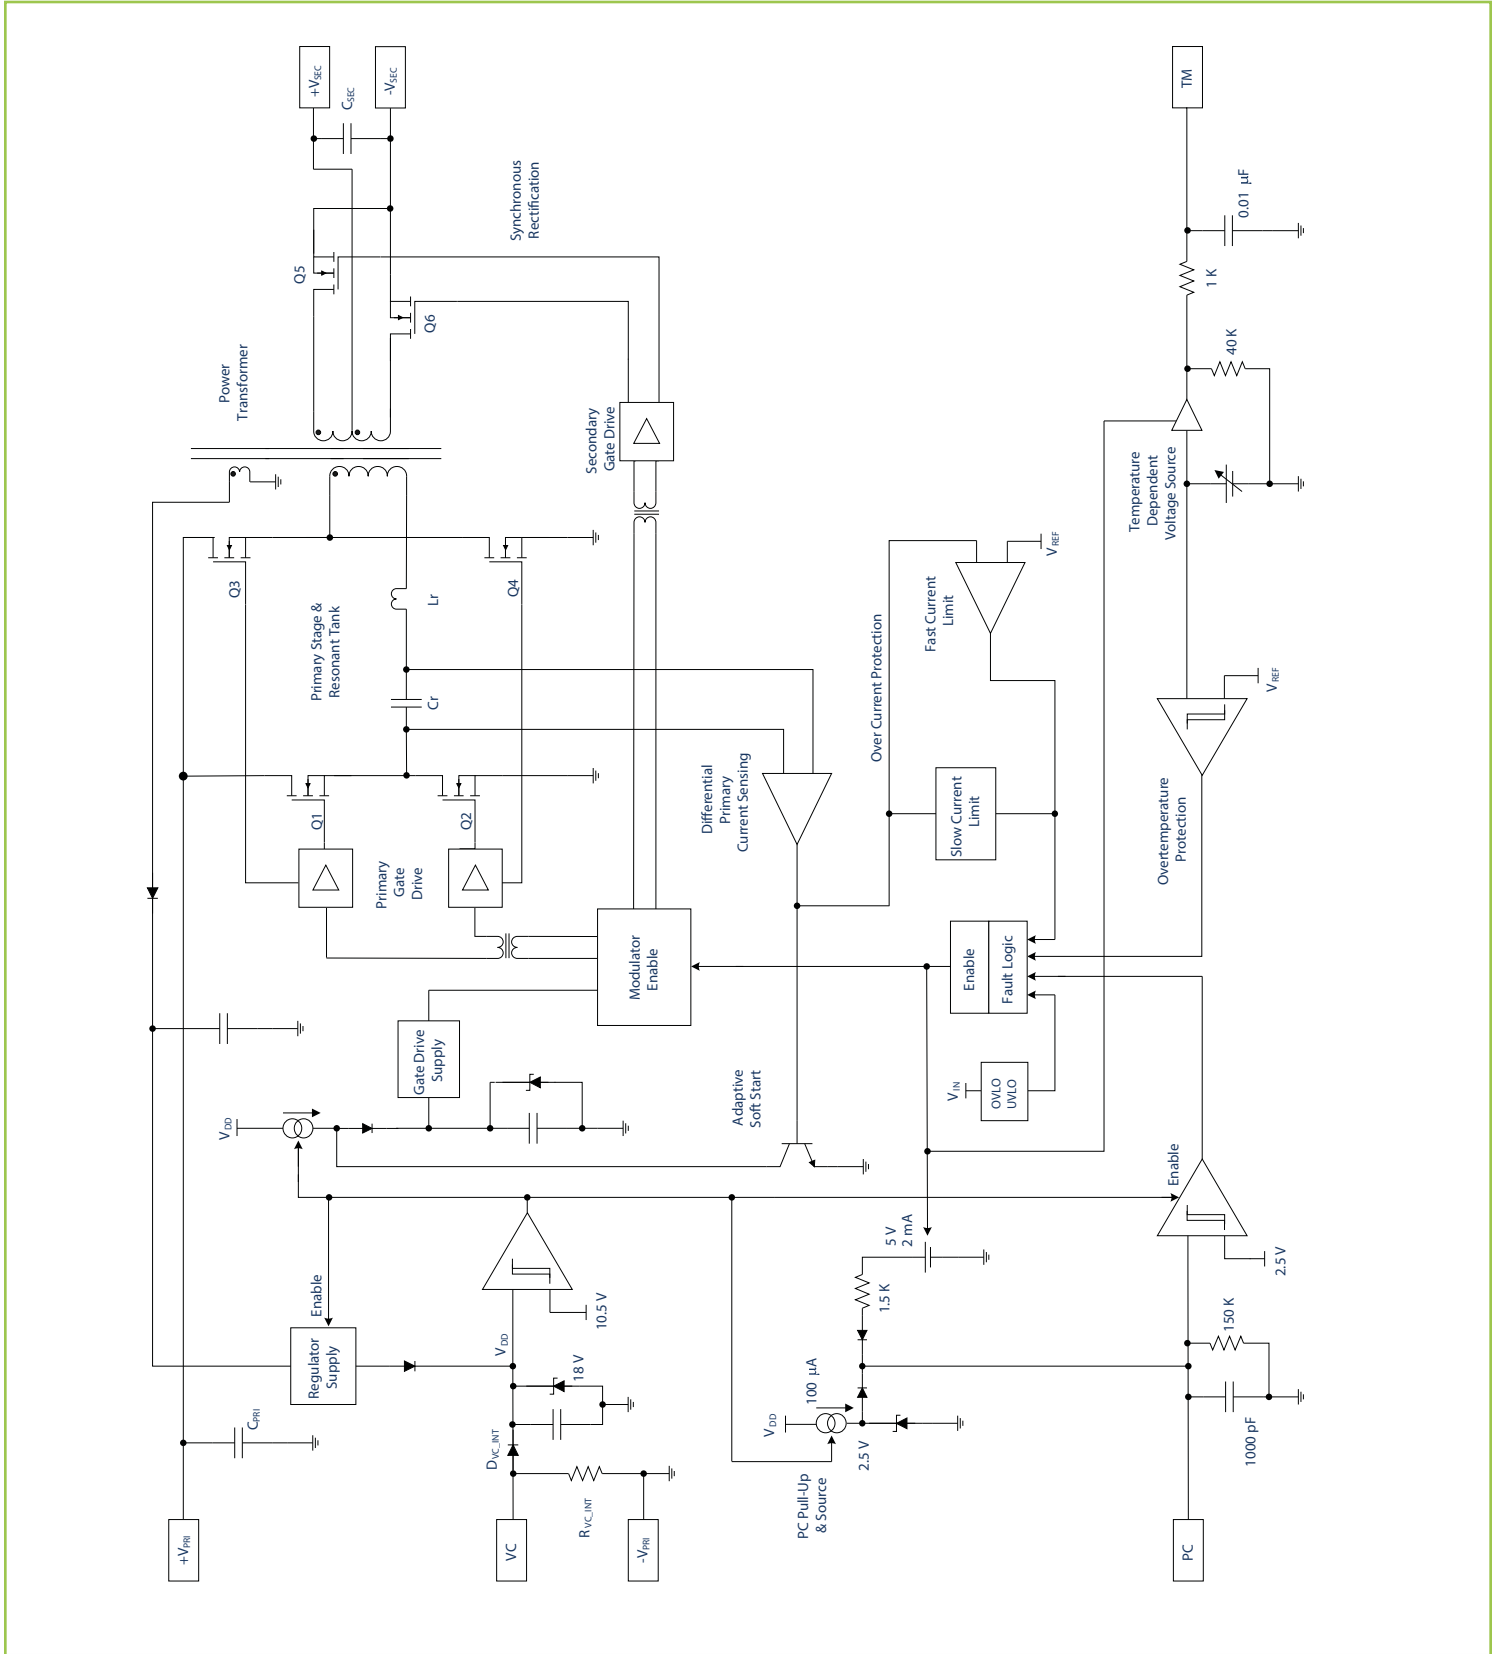 +VSEC
CSEC
-VSEC
TM
Synchronous
Rectification
0.01 μF
Q5
1 K
Q6
40 K
Power
Transformer
Secondary
Gate Drive
Temperature
Dependent
Voltage Source
Q3
Primary Stage &
Resonant Tank
Lr
Q4
VREF
Fast Current
Limit
Over Current Protection
Cr
VREF
Q1
Q2
Differential
Primary
Current Sensing
Slow Current
Limit
Overtemperature
Protection
Primary
Gate
Drive
Modulator
Enable
Enable
Fault Logic
Gate Drive
Supply
VIN
OVLO
UVLO
VDD
Adaptive
Soft Start
Enable
5 V
2 mA
2.5 V
Enable
10.5 V
1.5 K
150 K
Regulator
Supply
VDD
18 V
100 μA
CPRI
DVC_INT
VDD
2.5 V
1000 pF
PC Pull-Up
& Source
RVC_INT
+VPRI
VC
-VPRI
PC